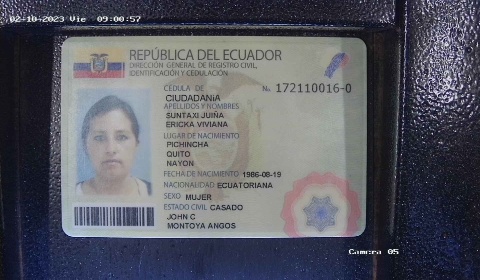 02-10-2023 Vie 09:00:57
REPÚBLICA DEL ECUADOR
DIRECCIÓN GENERAL DE REGISTRO CIVIL,
IDENTIFICACIÓN Y CEDULACIÓN
CÉDULA DE No. 172110016-0
CIUDADANÍA
APELLIDOS Y NOMBRES
SUNTAXI JUIÑA
ERICKA VIVIANA
LUGAR DE NACIMIENTO
PICHINCHA
QUITO
NAYON
FECHA DE NACIMIENTO 1986-08-19
NACIONALIDAD ECUATORIANA
SEXO MUJER
ESTADO CIVIL CASADO
JOHN C
MONTOYA ANGOS
Camera 05